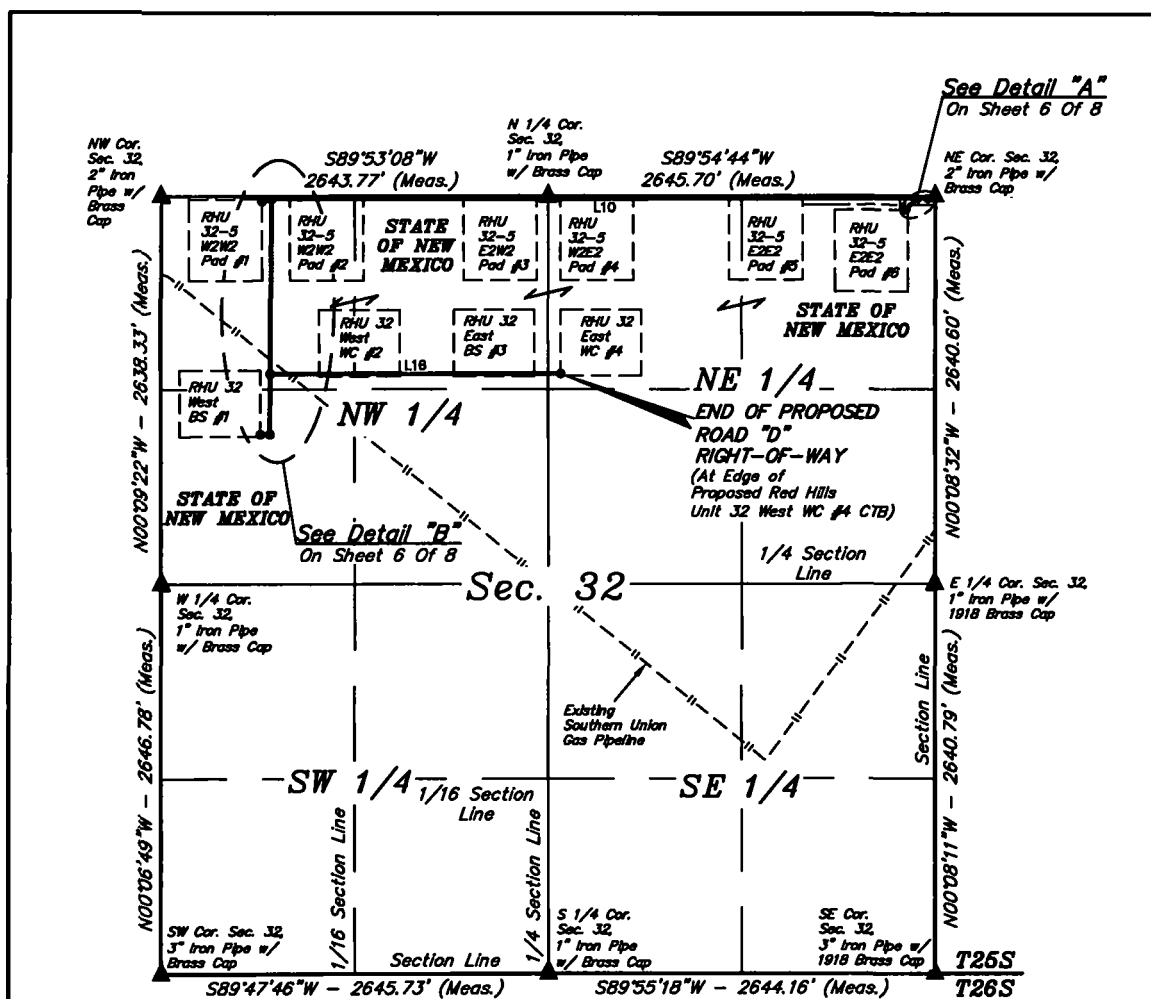 See Detail "A"
On Sheet 6 Of 8
NW Cor.
Sec. 32,
2" Iron
Pipe w/
Brass
Cap
S89°53'08"W
2643.77' (Meas.)
N 1/4 Cor.
Sec. 32,
1" Iron Pipe
w/ Brass Cap
S89°54'44"W
2645.70' (Meas.)
NE Cor. Sec. 32,
2" Iron Pipe w/
Brass Cap
L10
RHU
32-5
W2W2
Pad #1
RHU
32-5
W2W2
Pad #2
STATE
OF NEW
MEXICO
RHU
32-5
E2W2
Pad #3
RHU
32-5
W2E2
Pad #4
RHU
32-5
E2E2
Pad #5
RHU
32-5
E2E2
Pad #6
STATE OF
NEW MEXICO
N00°09'22"W - 2638.33' (Meas.)
N00°08'32"W - 2640.60' (Meas.)
RHU 32
West
WC #2
RHU 32
East
BS #3
RHU 32
East
WC #4
L16
RHU 32
West
BS #1
NW 1/4
NE 1/4
END OF PROPOSED
ROAD "D"
RIGHT-OF-WAY
(At Edge of
Proposed Red Hills
Unit 32 West WC #4 CTB)
STATE OF
NEW MEXICO
See Detail "B"
On Sheet 6 Of 8
1/4 Section
Line
Sec. 32
W 1/4 Cor.
Sec. 32,
1" Iron Pipe
w/ Brass Cap
E 1/4 Cor. Sec. 32,
1" Iron Pipe w/
1918 Brass Cap
N00°06'49"W - 2646.78' (Meas.)
Existing
Southern Union
Gas Pipeline
Section Line
N00°08'11"W - 2640.79' (Meas.)
SW 1/4
1/16 Section
Line
SE 1/4
1/16 Section Line
1/4 Section Line
SW Cor. Sec. 32,
3" Iron Pipe w/
Brass Cap
Section Line
S 1/4 Cor.
Sec. 32,
1" Iron Pipe
w/ Brass Cap
SE Cor.
Sec. 32,
3" Iron Pipe w/
1918 Brass Cap
T25S
T26S
S89°47'46"W - 2645.73' (Meas.)
S89°55'18"W - 2644.16' (Meas.)